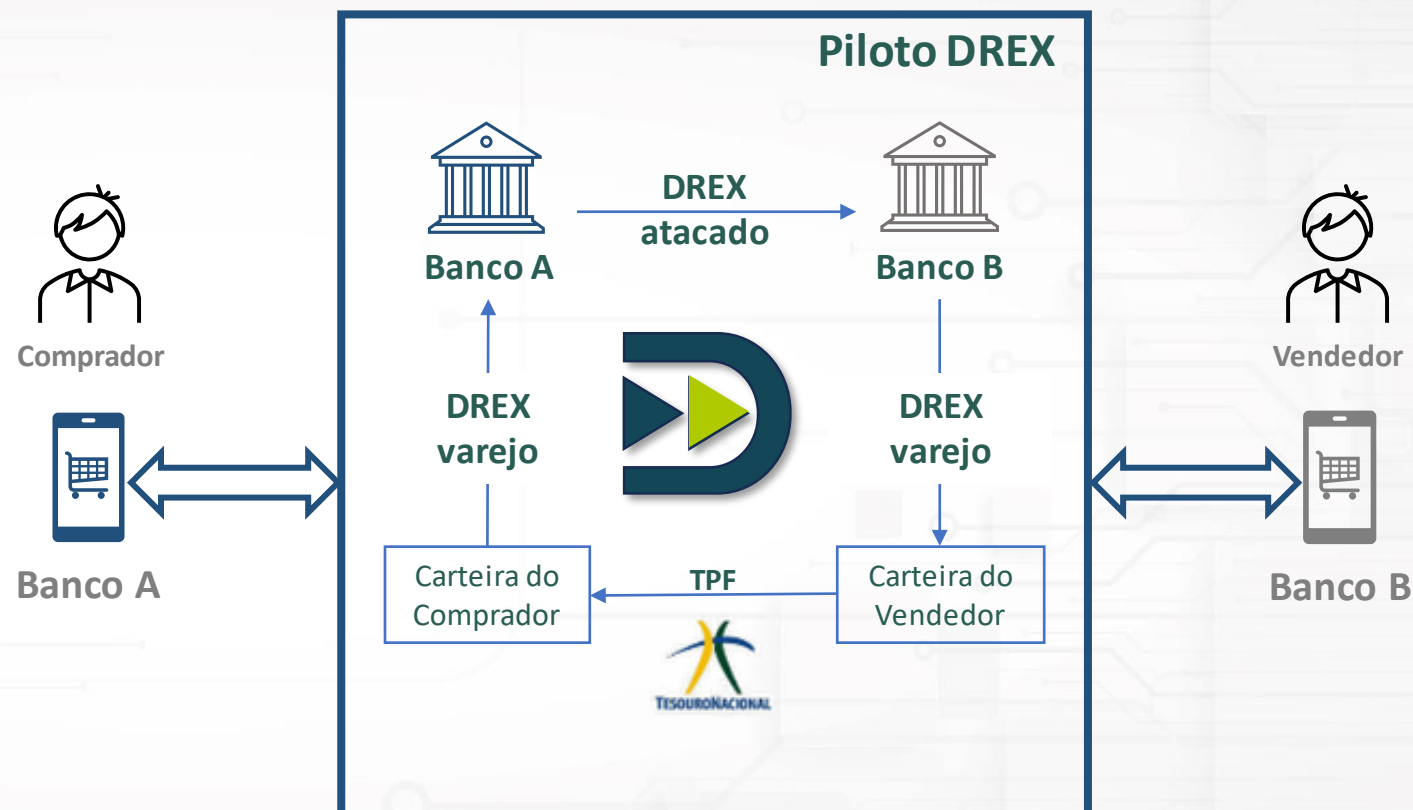 Piloto DREX
DREX
atacado
Banco A
Banco B
Comprador
Vendedor
DREX
varejo
DREX
varejo
Banco A
Carteira do
Comprador
TPF
Carteira do
Vendedor
Banco B
TESOURONACIONAL